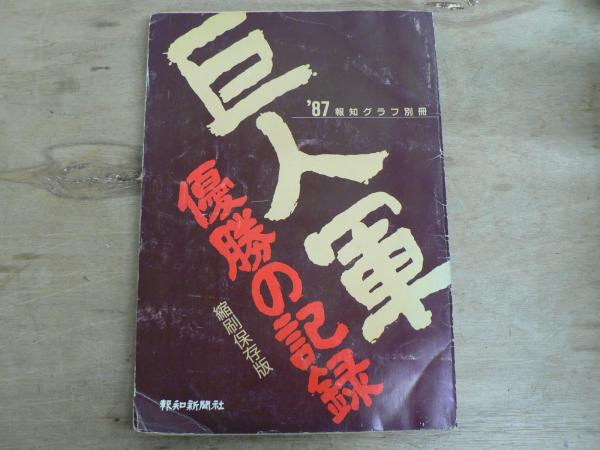 巨人軍
'87 報知グラフ別冊
優勝の記録
縮刷保存版
報知新聞社